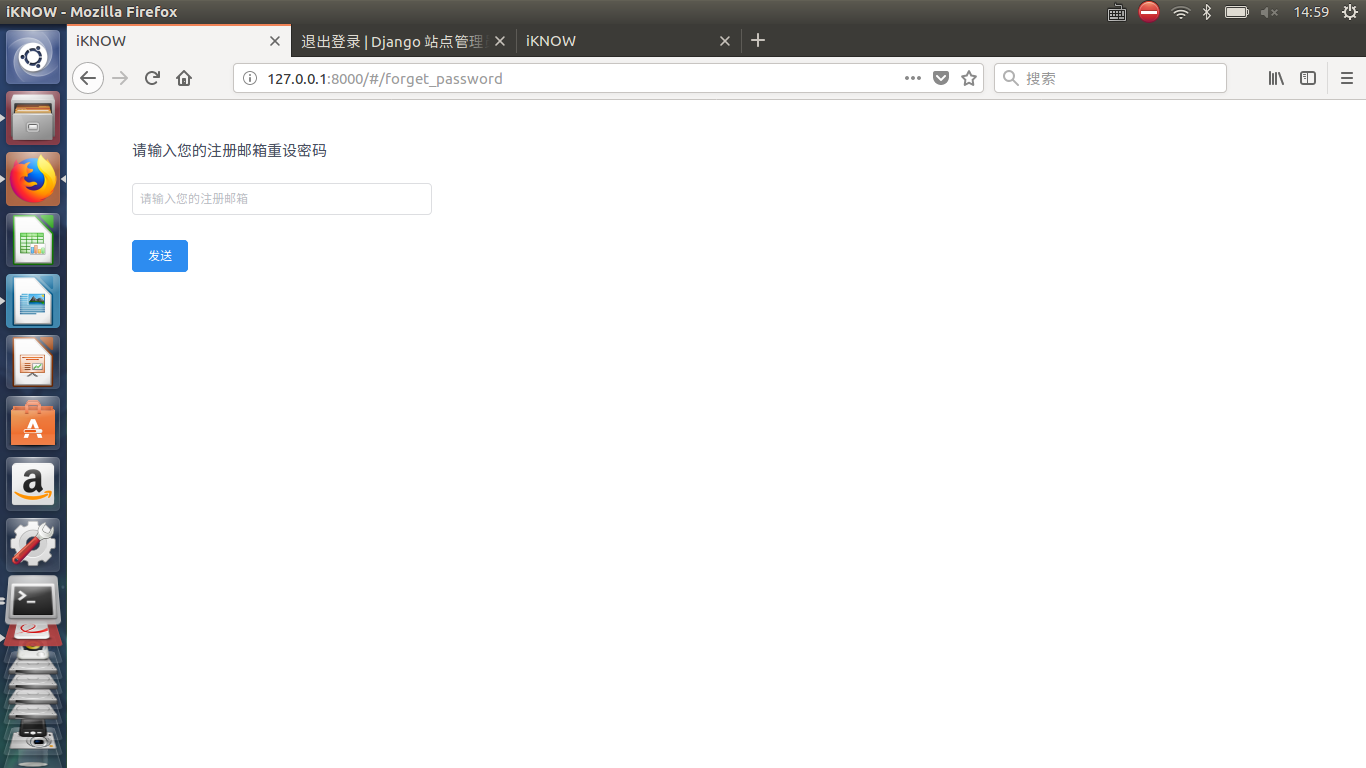 iKNOW - Mozilla Firefox
14:59
iKNOW
退出登录 | Django 站点管理
iKNOW
127.0.0.1:8000/#/forget_password
搜索
请输入您的注册邮箱重设密码
请输入您的注册邮箱
发送